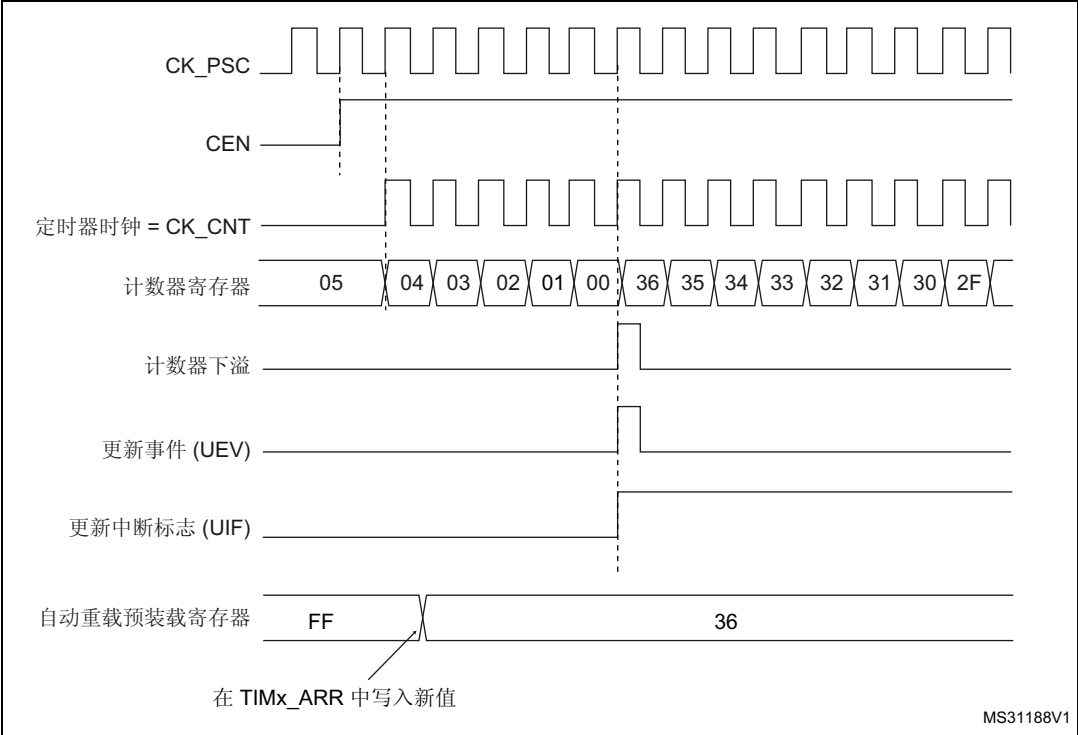 CK_PSC
CEN
定时器时钟 = CK_CNT
计数器寄存器 05 04 03 02 01 00 36 35 34 33 32 31 30 2F
计数器下溢
更新事件 (UEV)
更新中断标志 (UIF)
自动重载预装载寄存器 FF 36
在 TIMx_ARR 中写入新值
MS31188V1